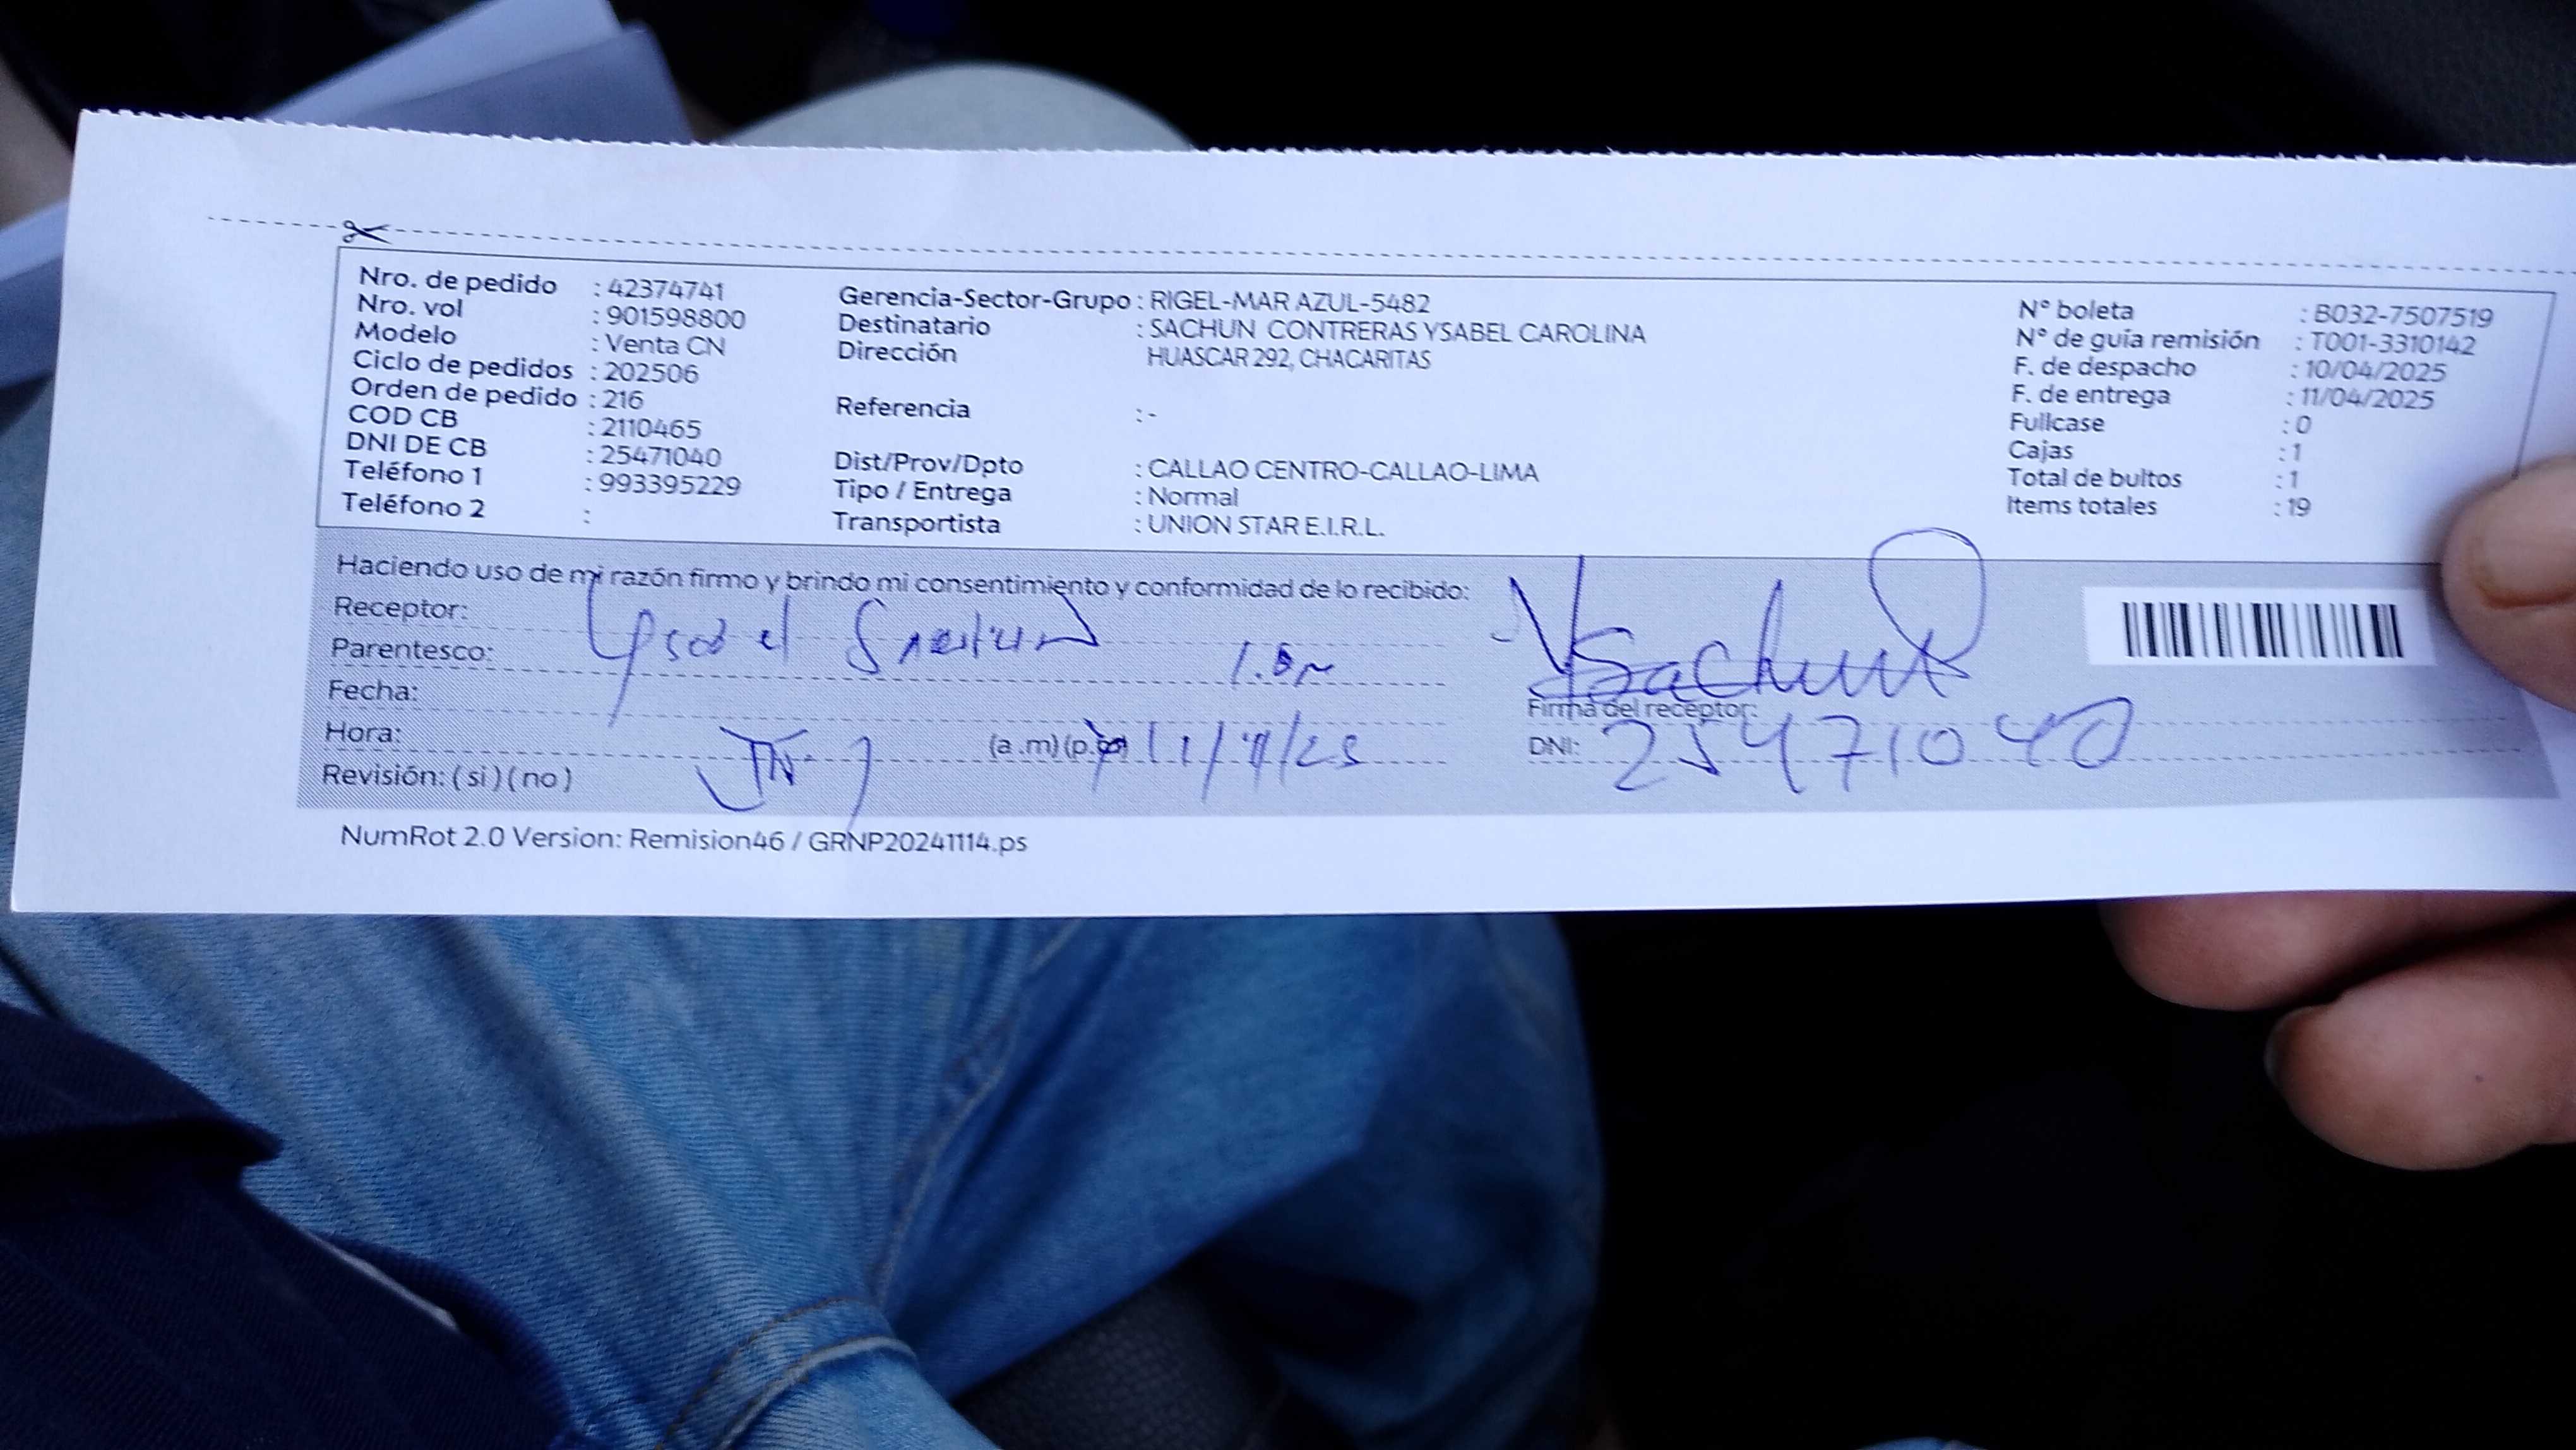 Nro. de pedido : 42374741
Nro. vol : 901598800
Modelo : Venta CN
Ciclo de pedidos : 202506
Orden de pedido : 216
COD CB : 2110465
DNI DE CB : 25471040
Teléfono 1 : 993395229
Teléfono 2 :
Gerencia-Sector-Grupo : RIGEL-MAR AZUL-5482
Destinatario : SACHUN CONTRERAS YSABEL CAROLINA
Dirección HUASCAR 292, CHACARITAS
Referencia : -
Dist/Prov/Dpto : CALLAO CENTRO-CALLAO-LIMA
Tipo / Entrega : Normal
Transportista : UNION STAR E.I.R.L.
N° boleta : B032-7507519
N° de guía remisión : T001-3310142
F. de despacho : 10/04/2025
F. de entrega : 11/04/2025
Fullcase : 0
Cajas : 1
Total de bultos : 1
Items totales : 19
Haciendo uso de mi razón firmo y brindo mi consentimiento y conformidad de lo recibido:
Receptor: Ysabel Sachun
Parentesco:
Fecha:
Hora: (a.m)(p.m) 11/4/25
Revisión: (si) (no)
YSachun
Firma del receptor:
DNI: 25471040
NumRot 2.0 Version: Remision46 / GRNP20241114.ps